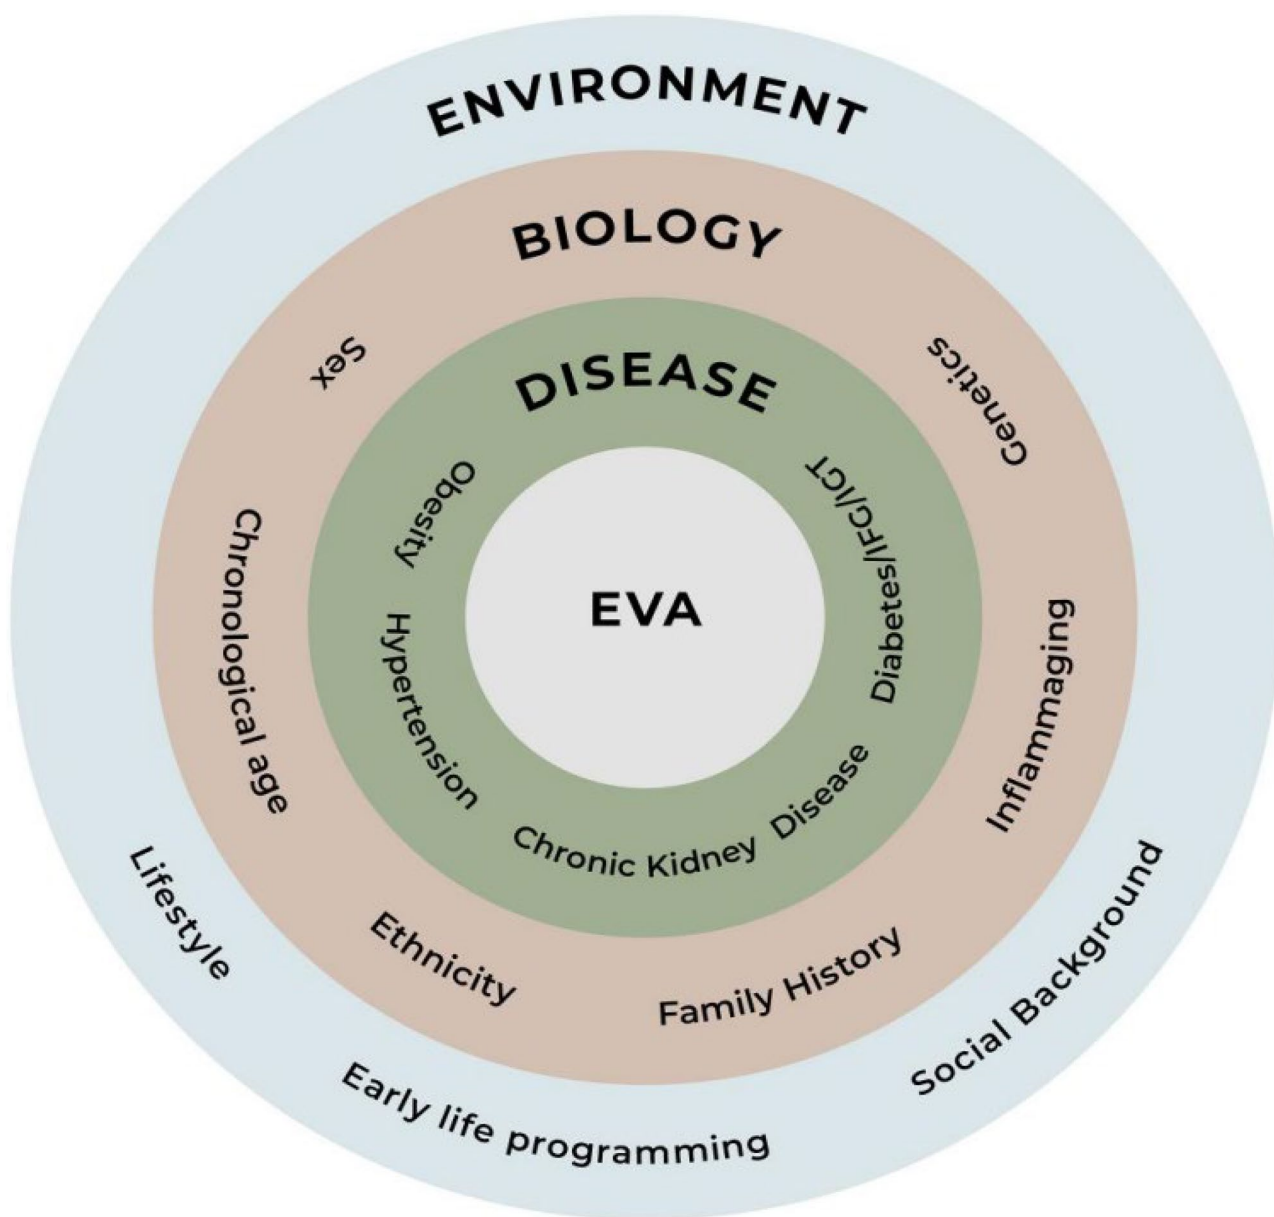 ENVIRONMENT
BIOLOGY
Sex
Genetics
DISEASE
Obesity
Diabetes/IFG/IGT
EVA
Chronological age
Hypertension
Inflammaging
Chronic Kidney Disease
Lifestyle
Ethnicity
Family History
Social Background
Early life programming